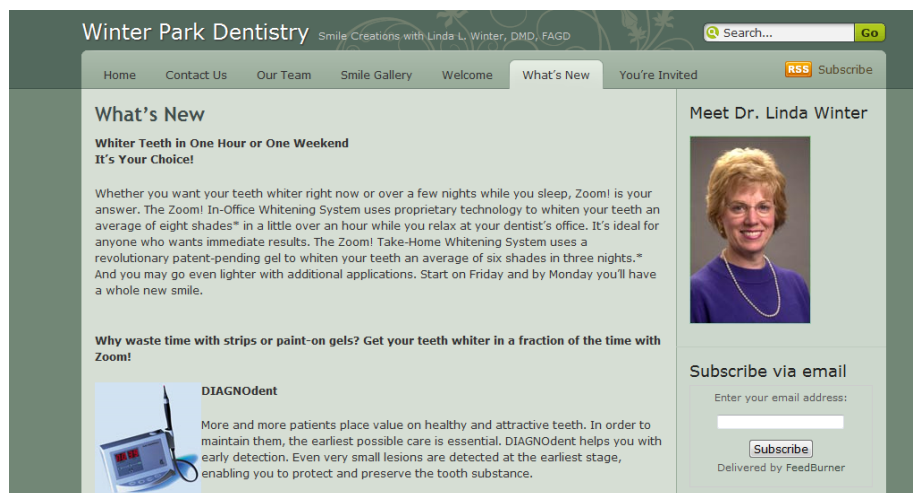 Winter Park Dentistry Smile Creations with Linda L. Winter, DMD, FAGD
Search... Go
Home Contact Us Our Team Smile Gallery Welcome What's New You're Invited
RSS Subscribe
What's New
Whiter Teeth in One Hour or One Weekend
It's Your Choice!
Whether you want your teeth whiter right now or over a few nights while you sleep, Zoom! is your
answer. The Zoom! In-Office Whitening System uses proprietary technology to whiten your teeth an
average of eight shades* in a little over an hour while you relax at your dentist's office. It's ideal for
anyone who wants immediate results. The Zoom! Take-Home Whitening System uses a
revolutionary patent-pending gel to whiten your teeth an average of six shades in three nights.*
And you may go even lighter with additional applications. Start on Friday and by Monday you'll have
a whole new smile.
Why waste time with strips or paint-on gels? Get your teeth whiter in a fraction of the time with
Zoom!
DIAGNOdent
More and more patients place value on healthy and attractive teeth. In order to
maintain them, the earliest possible care is essential. DIAGNOdent helps you with
early detection. Even very small lesions are detected at the earliest stage,
enabling you to protect and preserve the tooth substance.
Meet Dr. Linda Winter
Subscribe via email
Enter your email address:
Subscribe
Delivered by FeedBurner